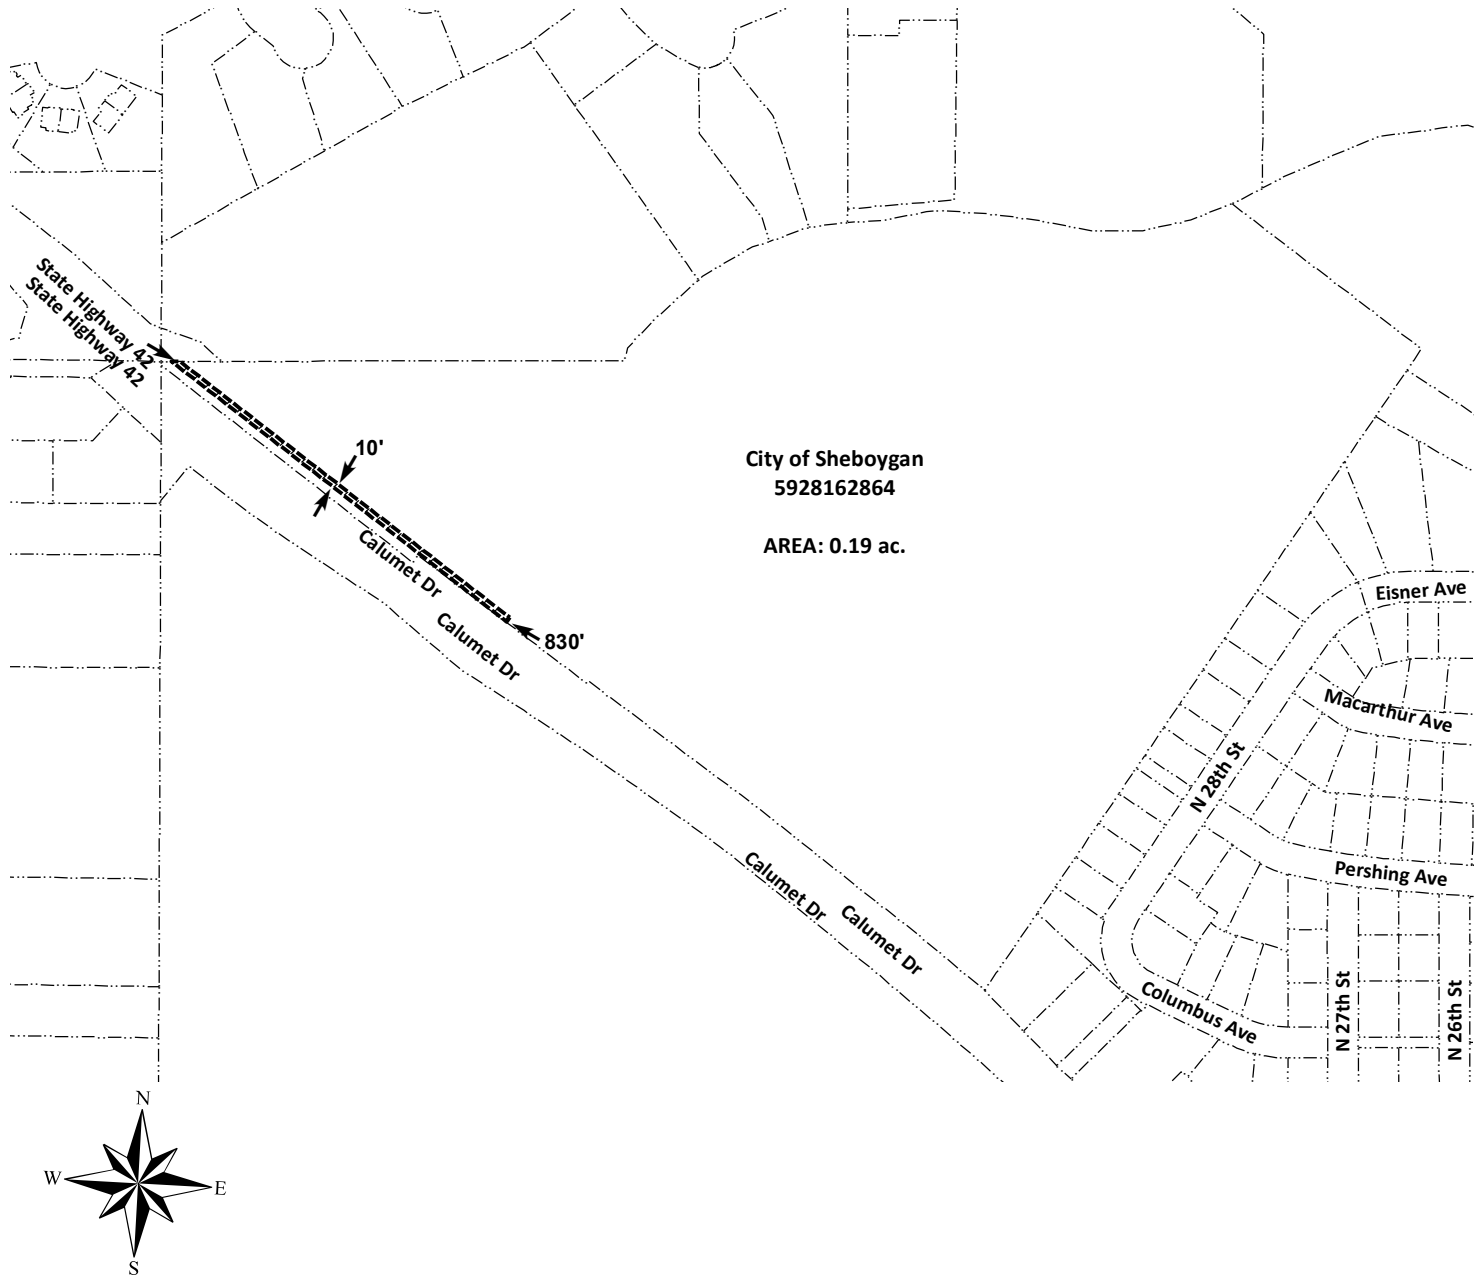 State Highway 42
State Highway 42
10'
City of Sheboygan
5928162864
AREA: 0.19 ac.
Calumet Dr
Calumet Dr
830'
Eisner Ave
Macarthur Ave
N 28th St
Pershing Ave
Calumet Dr
Calumet Dr
Columbus Ave
N 27th St
N 26th St
N
W
E
S